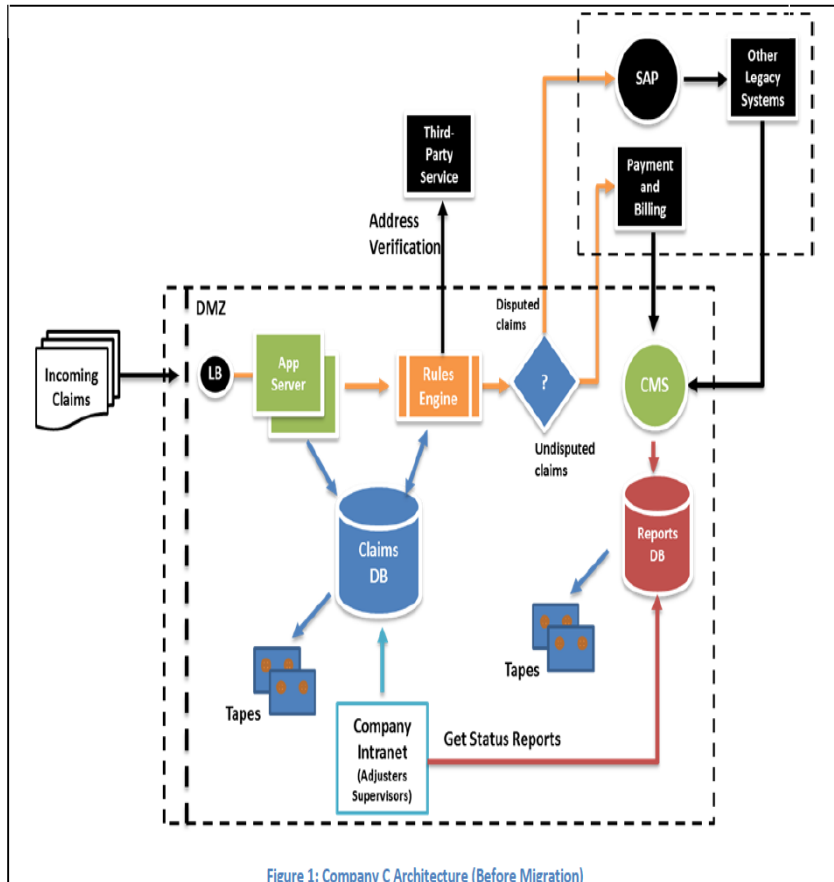 SAP
Other
Legacy
Systems
Third-
Party
Service
Payment
and
Billing
Address
Verification
DMZ
Disputed
claims
Incoming
Claims
LB
App
Server
Rules
Engine
?
CMS
Undisputed
claims
Claims
DB
Reports
DB
Tapes
Tapes
Company
Intranet
(Adjusters
Supervisors)
Get Status Reports
Figure 1: Company C Architecture (Before Migration)